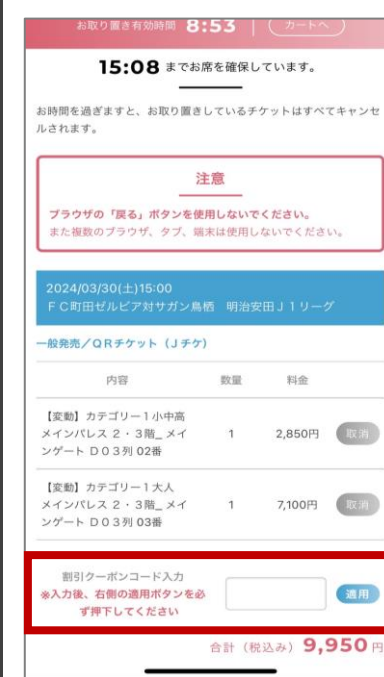 お取り置き有効時間 8:53 | カートへ
15:08 までお席を確保しています。
お時間を過ぎますと、お取り置きしているチケットはすべてキャンセ
ルされます。
注意
ブラウザの「戻る」ボタンを使用しないでください。
また複数のブラウザ、タブ、端末は使用しないでください。
2024/03/30(土)15:00
ＦＣ町田ゼルビア対サガン鳥栖　明治安田Ｊ１リーグ
一般発売／ＱＲチケット（Ｊチケ）
内容 数量 料金
【変動】カテゴリー１小中高
メインパレス ２・３階_ メイ 1 2,850円 取消
ンゲート Ｄ０３列 02番
【変動】カテゴリー１大人
メインパレス ２・３階_ メイ 1 7,100円 取消
ンゲート Ｄ０３列 03番
割引クーポンコード入力
※入力後、右側の適用ボタンを必 適用
ず押下してください
合計（税込み）9,950 円